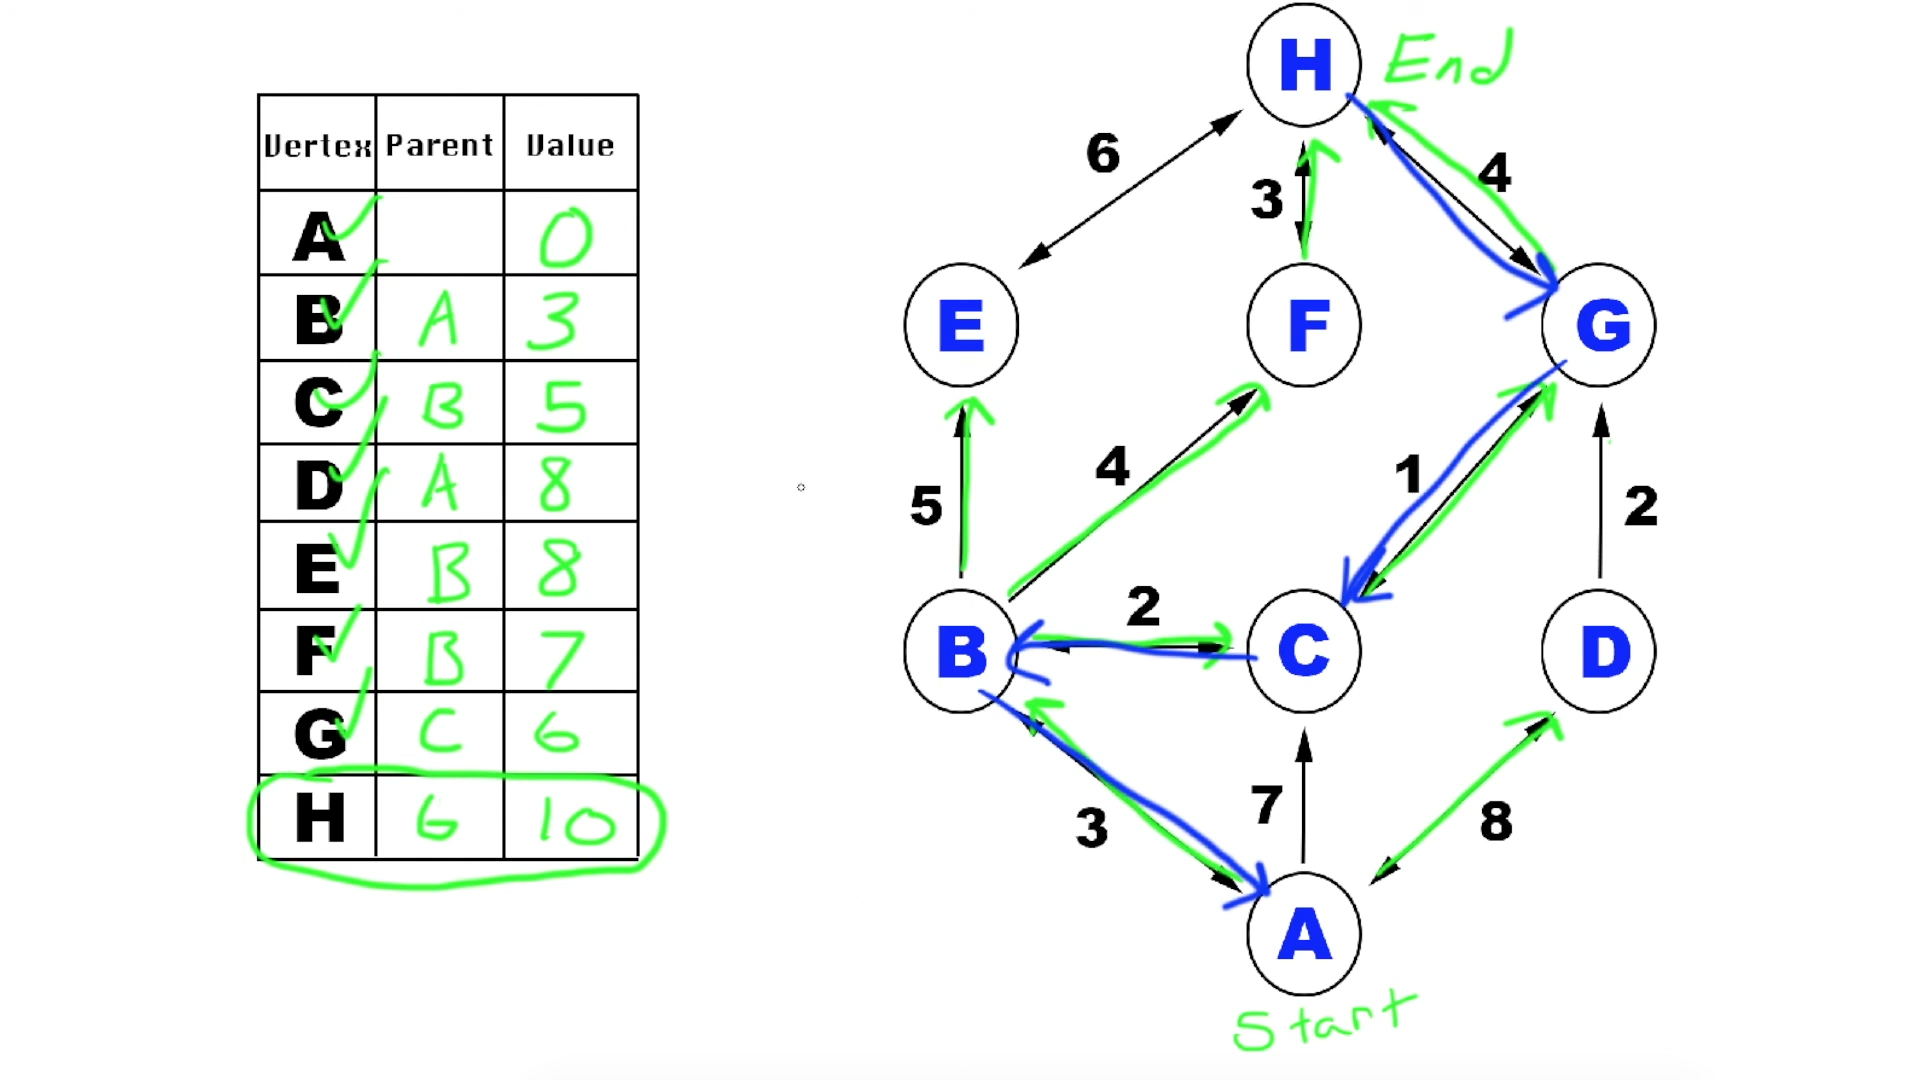 Vertex Parent Value
A 0
B A 3
C B 5
D A 8
E B 8
F B 7
G C 6
H G 10
H End
6 3 4
E F G
5 4 1 2
2
B C D
3 7 8
A
Start